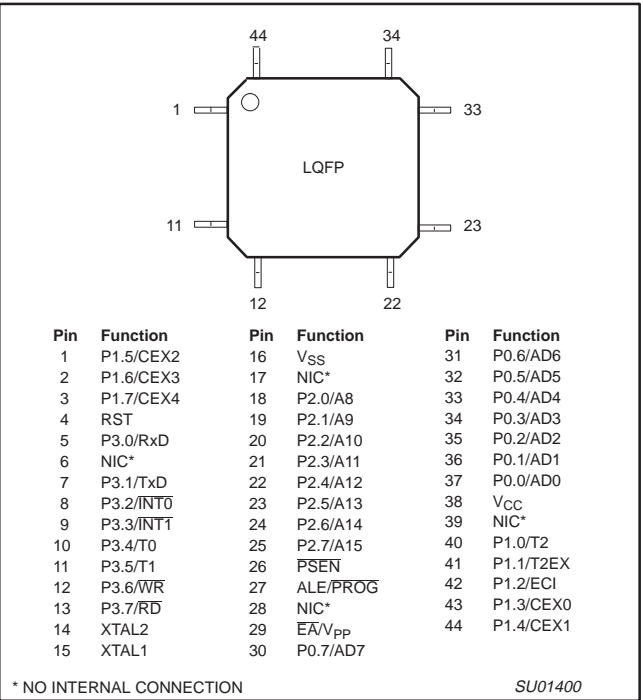 44 34
1 33
LQFP
11 23
12 22
Pin Function Pin Function Pin Function
1 P1.5/CEX2 16 VSS 31 P0.6/AD6
2 P1.6/CEX3 17 NIC* 32 P0.5/AD5
3 P1.7/CEX4 18 P2.0/A8 33 P0.4/AD4
4 RST 19 P2.1/A9 34 P0.3/AD3
5 P3.0/RxD 20 P2.2/A10 35 P0.2/AD2
6 NIC* 21 P2.3/A11 36 P0.1/AD1
7 P3.1/TxD 22 P2.4/A12 37 P0.0/AD0
8 P3.2/INT0 23 P2.5/A13 38 VCC
9 P3.3/INT1 24 P2.6/A14 39 NIC*
10 P3.4/T0 25 P2.7/A15 40 P1.0/T2
11 P3.5/T1 26 PSEN 41 P1.1/T2EX
12 P3.6/WR 27 ALE/PROG 42 P1.2/ECI
13 P3.7/RD 28 NIC* 43 P1.3/CEX0
14 XTAL2 29 EA/VPP 44 P1.4/CEX1
15 XTAL1 30 P0.7/AD7
* NO INTERNAL CONNECTION SU01400